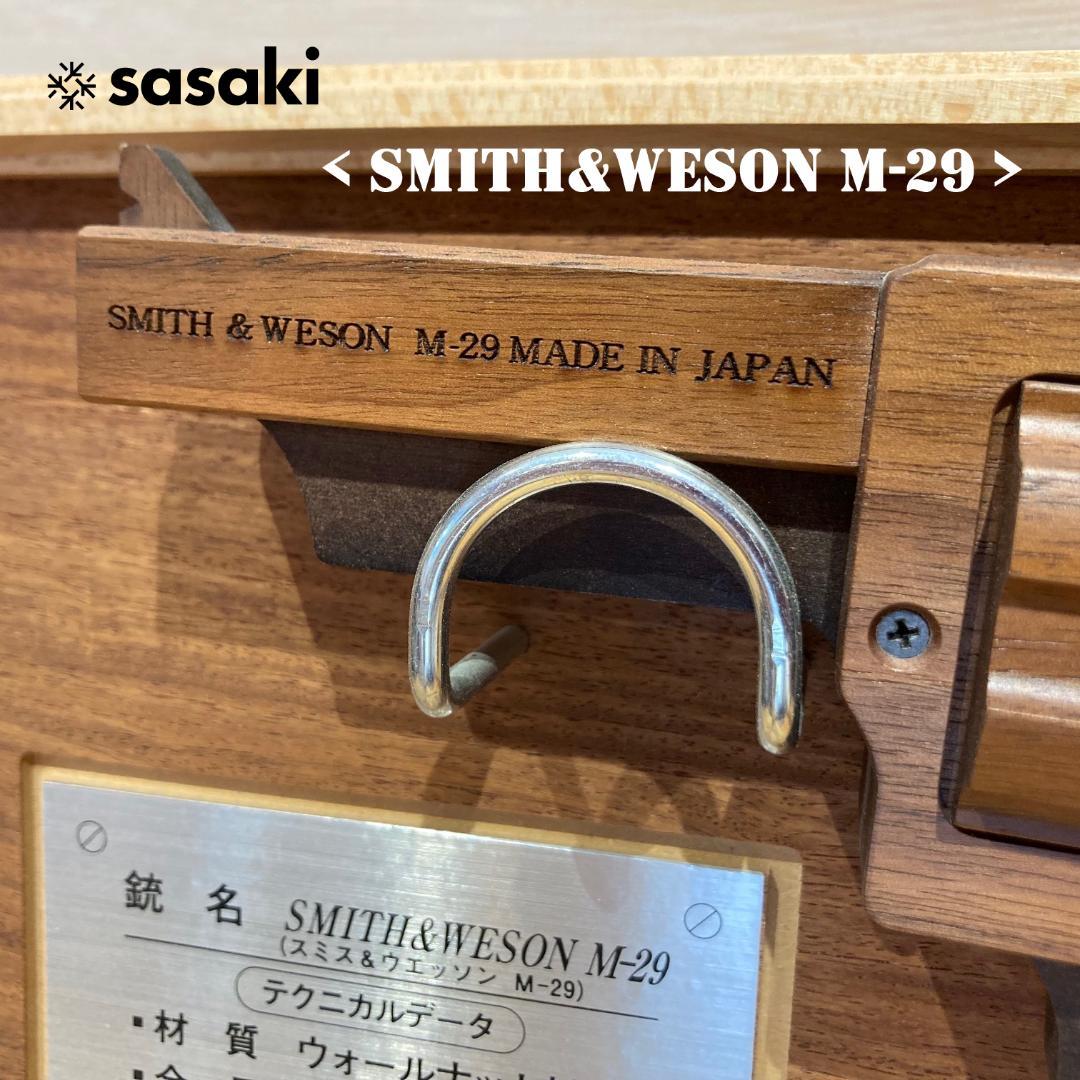 sasaki
< SMITH&WESON M-29 >
SMITH & WESON M-29 MADE IN JAPAN
銃 名 SMITH&WESON M-29
(スミス&ウエッソン M-29)
テクニカルデータ
▪材 質 ウォールナット